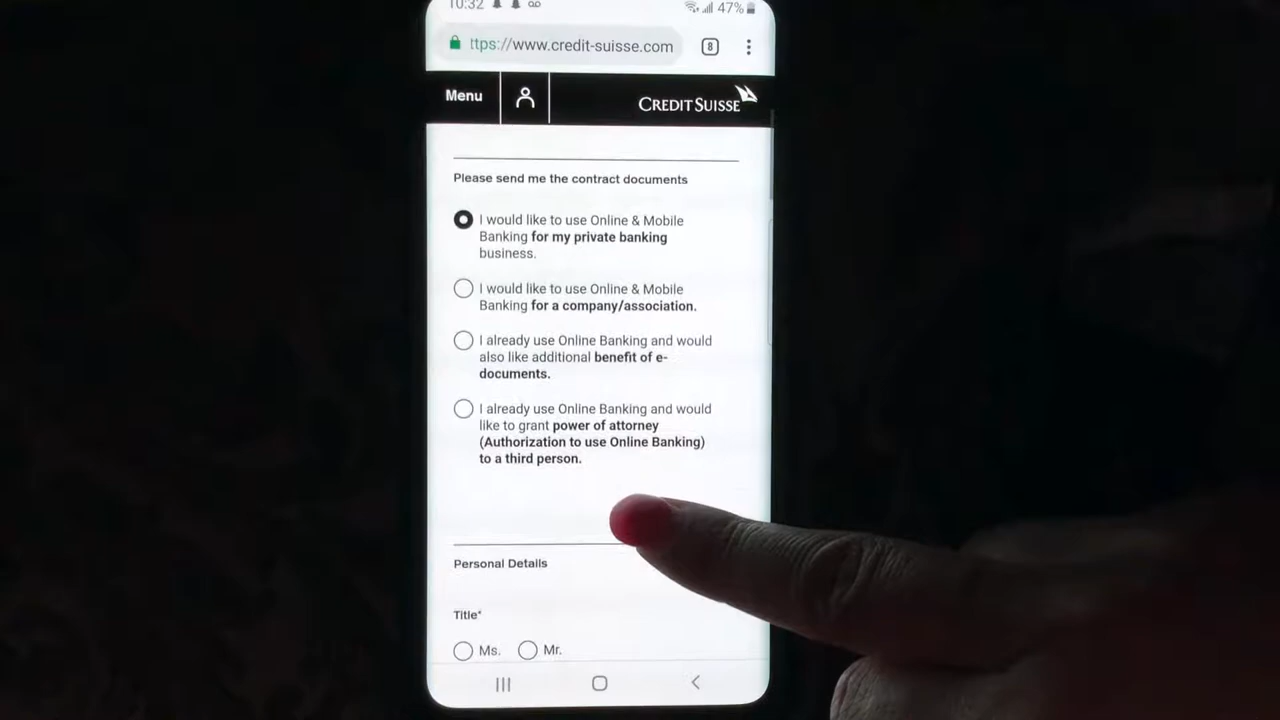 10:32 47%
ttps://www.credit-suisse.com 8
Menu CREDIT SUISSE
Please send me the contract documents
I would like to use Online & Mobile
Banking for my private banking
business.
I would like to use Online & Mobile
Banking for a company/association.
I already use Online Banking and would
also like additional benefit of e-
documents.
I already use Online Banking and would
like to grant power of attorney
(Authorization to use Online Banking)
to a third person.
Personal Details
Title*
Ms. Mr.